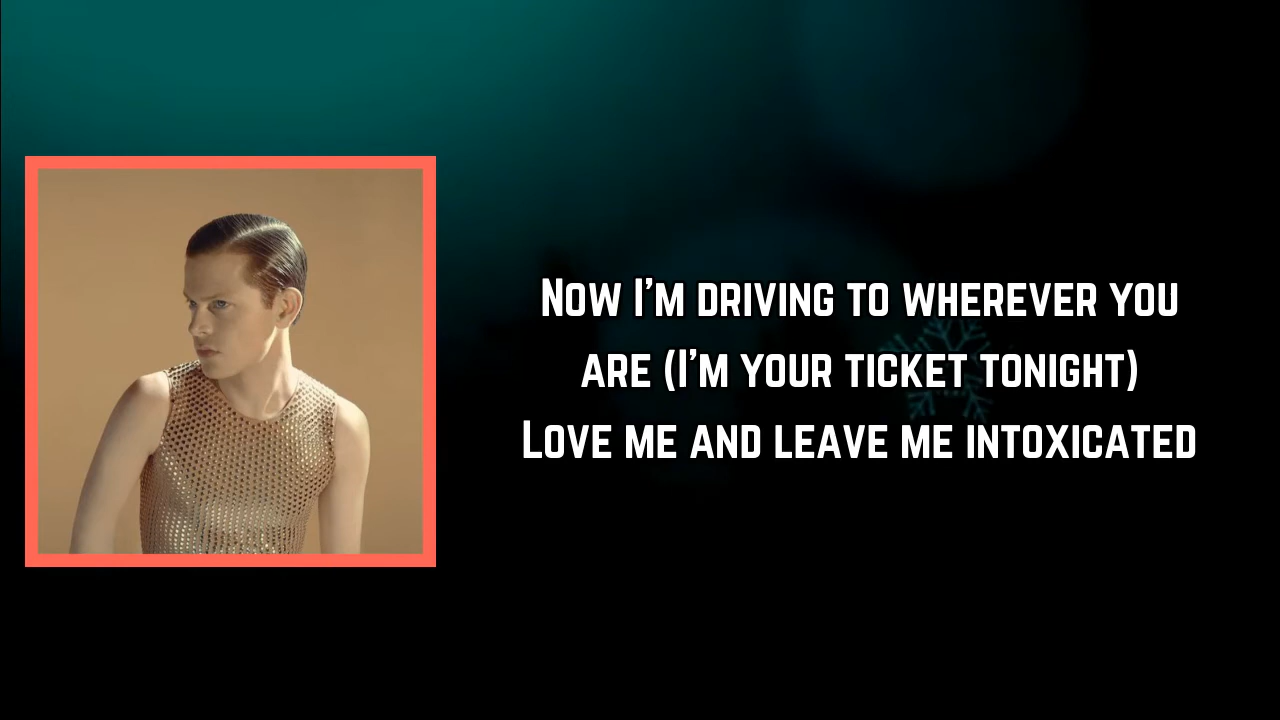 Now I'm driving to wherever you
are (I'm your ticket tonight)
Love me and leave me intoxicated